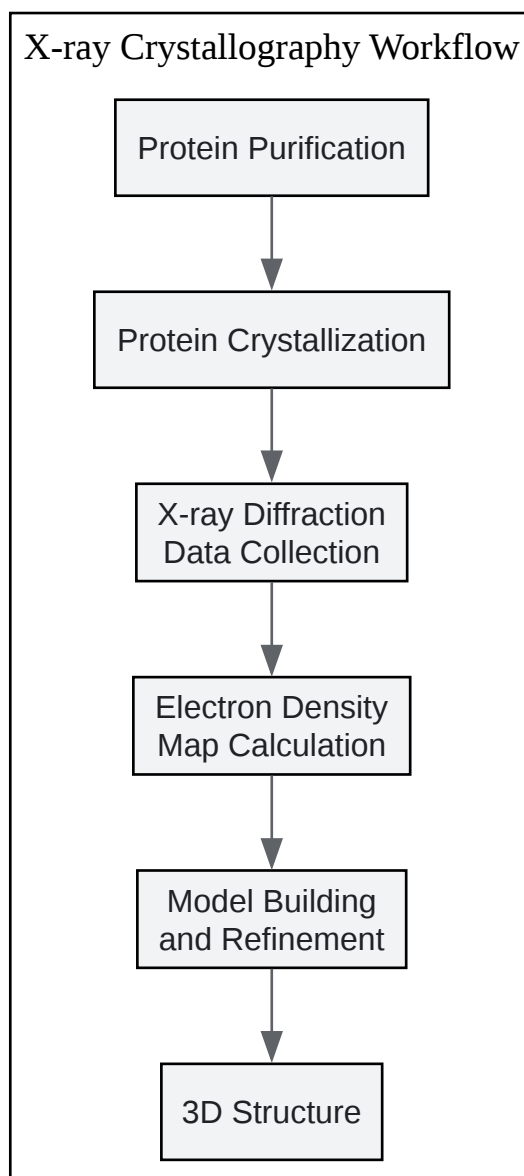 X-ray Crystallography Workflow
Protein Purification
Protein Crystallization
X-ray Diffraction
Data Collection
Electron Density
Map Calculation
Model Building
and Refinement
3D Structure